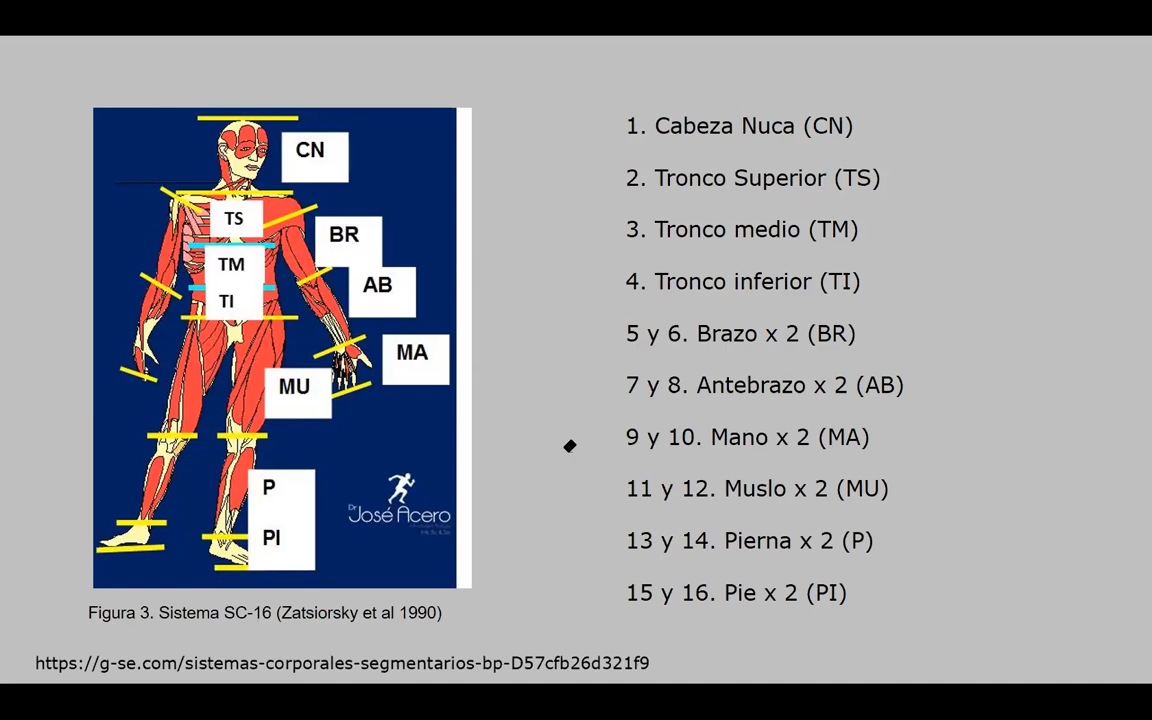 CN
TS
BR
TM
AB
TI
MA
MU
P
PI
Dr José Acero
Figura 3. Sistema SC-16 (Zatsiorsky et al 1990)
1. Cabeza Nuca (CN)
2. Tronco Superior (TS)
3. Tronco medio (TM)
4. Tronco inferior (TI)
5 y 6. Brazo x 2 (BR)
7 y 8. Antebrazo x 2 (AB)
9 y 10. Mano x 2 (MA)
11 y 12. Muslo x 2 (MU)
13 y 14. Pierna x 2 (P)
15 y 16. Pie x 2 (PI)
https://g-se.com/sistemas-corporales-segmentarios-bp-D57cfb26d321f9